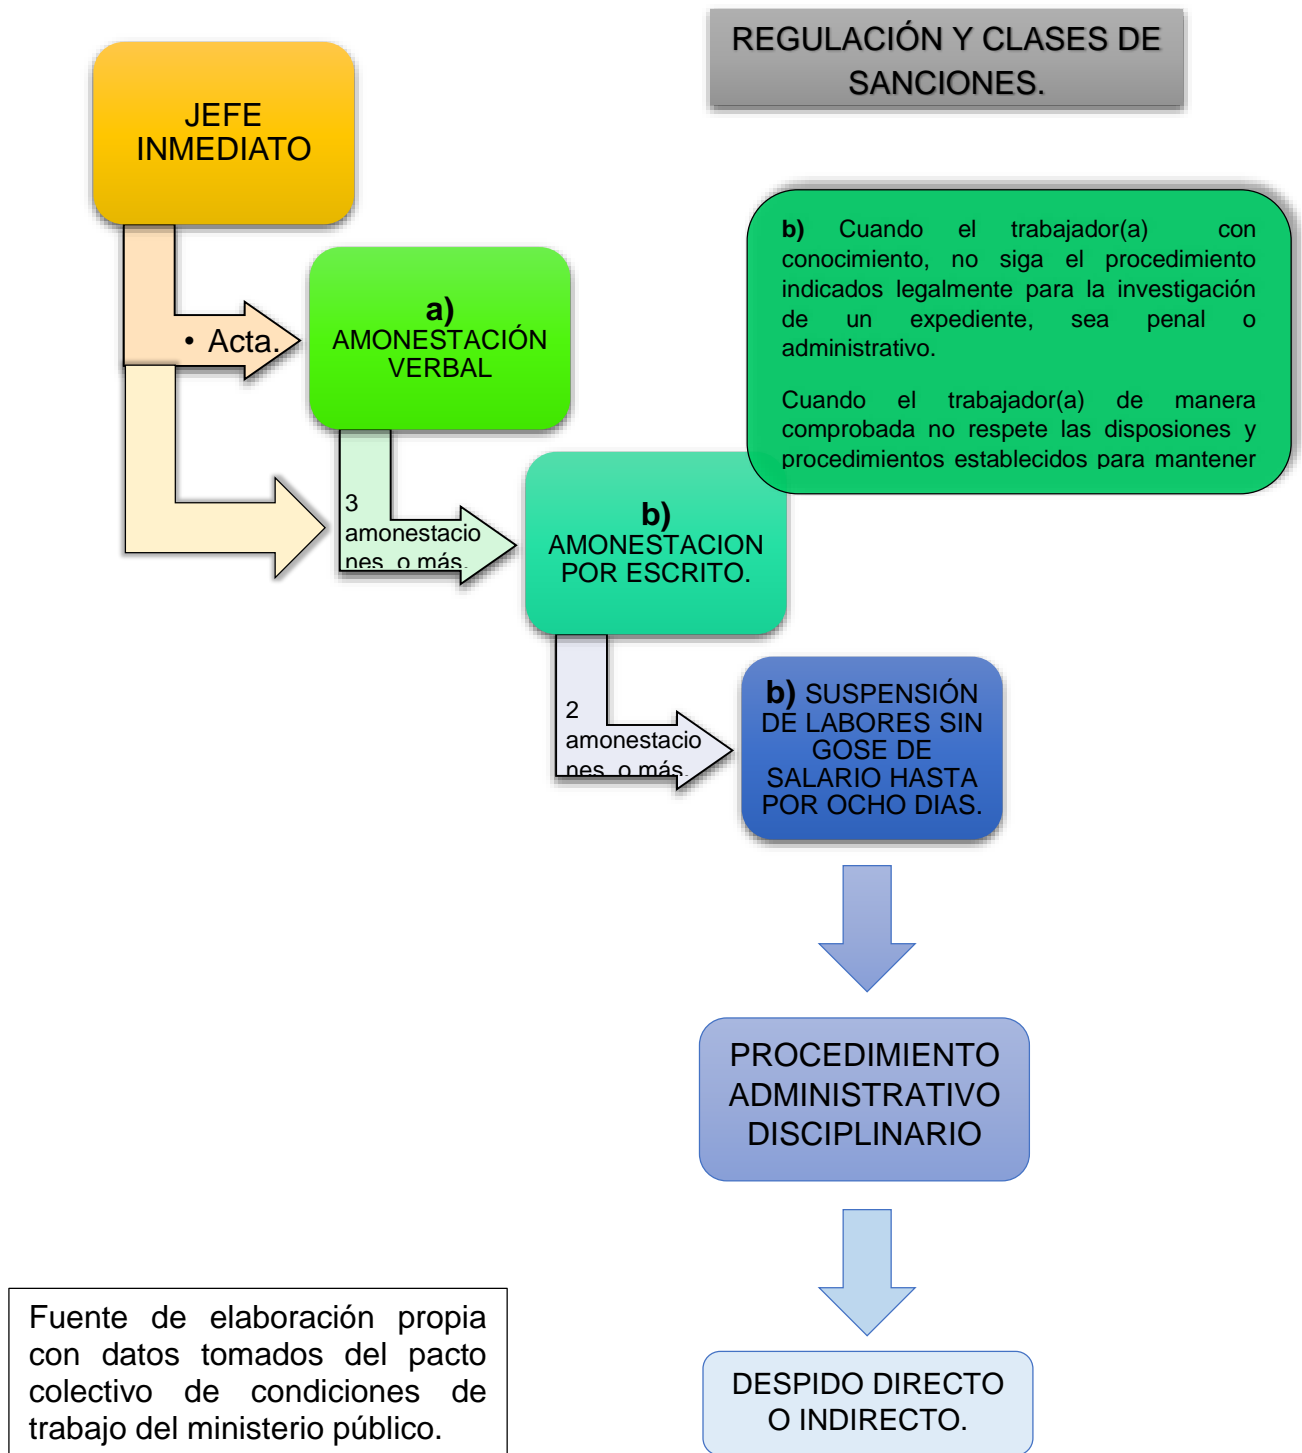 REGULACIÓN Y CLASES DE
SANCIONES.
JEFE
INMEDIATO
• Acta.
a)
AMONESTACIÓN
VERBAL
b) Cuando el trabajador(a) con
conocimiento, no siga el procedimiento
indicados legalmente para la investigación
de un expediente, sea penal o
administrativo.
Cuando el trabajador(a) de manera
comprobada no respete las disposiones y
procedimientos establecidos para mantener
3
amonestacio
nes o más.
b)
AMONESTACION
POR ESCRITO.
2
amonestacio
nes o más.
b) SUSPENSIÓN
DE LABORES SIN
GOSE DE
SALARIO HASTA
POR OCHO DIAS.
PROCEDIMIENTO
ADMINISTRATIVO
DISCIPLINARIO
DESPIDO DIRECTO
O INDIRECTO.
Fuente de elaboración propia
con datos tomados del pacto
colectivo de condiciones de
trabajo del ministerio público.